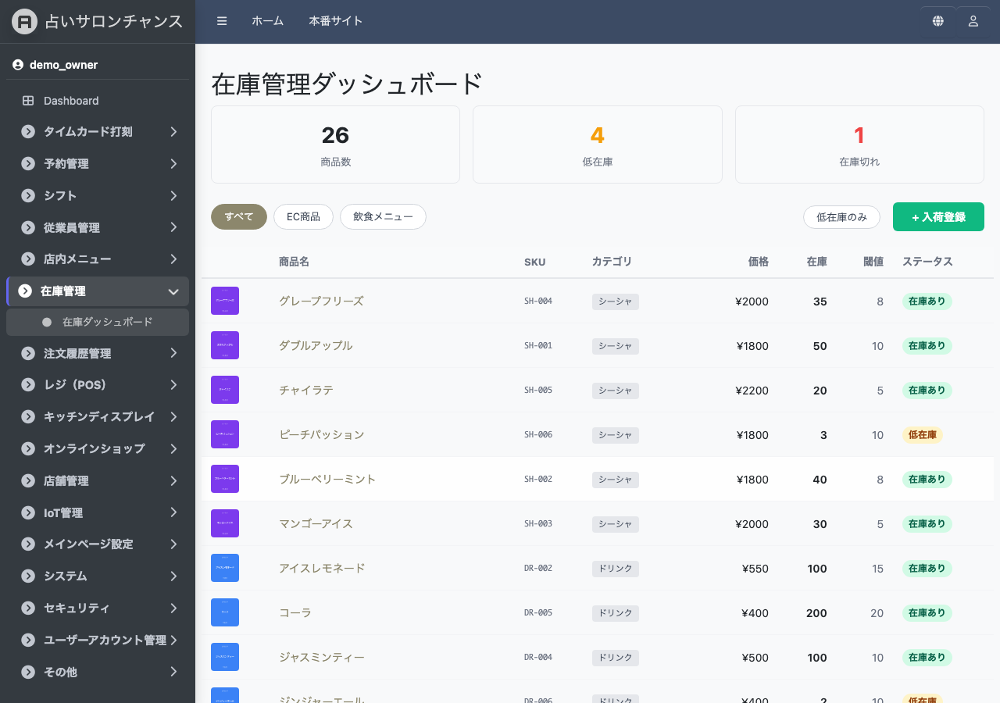 占いサロンチャンス
ホーム
本番サイト
demo_owner
Dashboard
タイムカード打刻
予約管理
シフト
従業員管理
店内メニュー
在庫管理
在庫ダッシュボード
注文履歴管理
レジ（POS）
キッチンディスプレイ
オンラインショップ
店舗管理
IoT管理
メインページ設定
システム
セキュリティ
ユーザーアカウント管理
その他
在庫管理ダッシュボード
26
商品数
4
低在庫
1
在庫切れ
すべて EC商品 飲食メニュー 低在庫のみ + 入荷登録
商品名 SKU カテゴリ 価格 在庫 閾値 ステータス
グレープフリーズ SH-004 シーシャ ¥2000 35 8 在庫あり
ダブルアップル SH-001 シーシャ ¥1800 50 10 在庫あり
チャイラテ SH-005 シーシャ ¥2200 20 5 在庫あり
ピーチパッション SH-006 シーシャ ¥1800 3 10 低在庫
ブルーベリーミント SH-002 シーシャ ¥1800 40 8 在庫あり
マンゴーアイス SH-003 シーシャ ¥2000 30 5 在庫あり
アイスレモネード DR-002 ドリンク ¥550 100 15 在庫あり
コーラ DR-005 ドリンク ¥400 200 20 在庫あり
ジャスミンティー DR-004 ドリンク ¥500 100 10 在庫あり
ジンジャーエール DR-006 ドリンク ¥400 2 10 低在庫